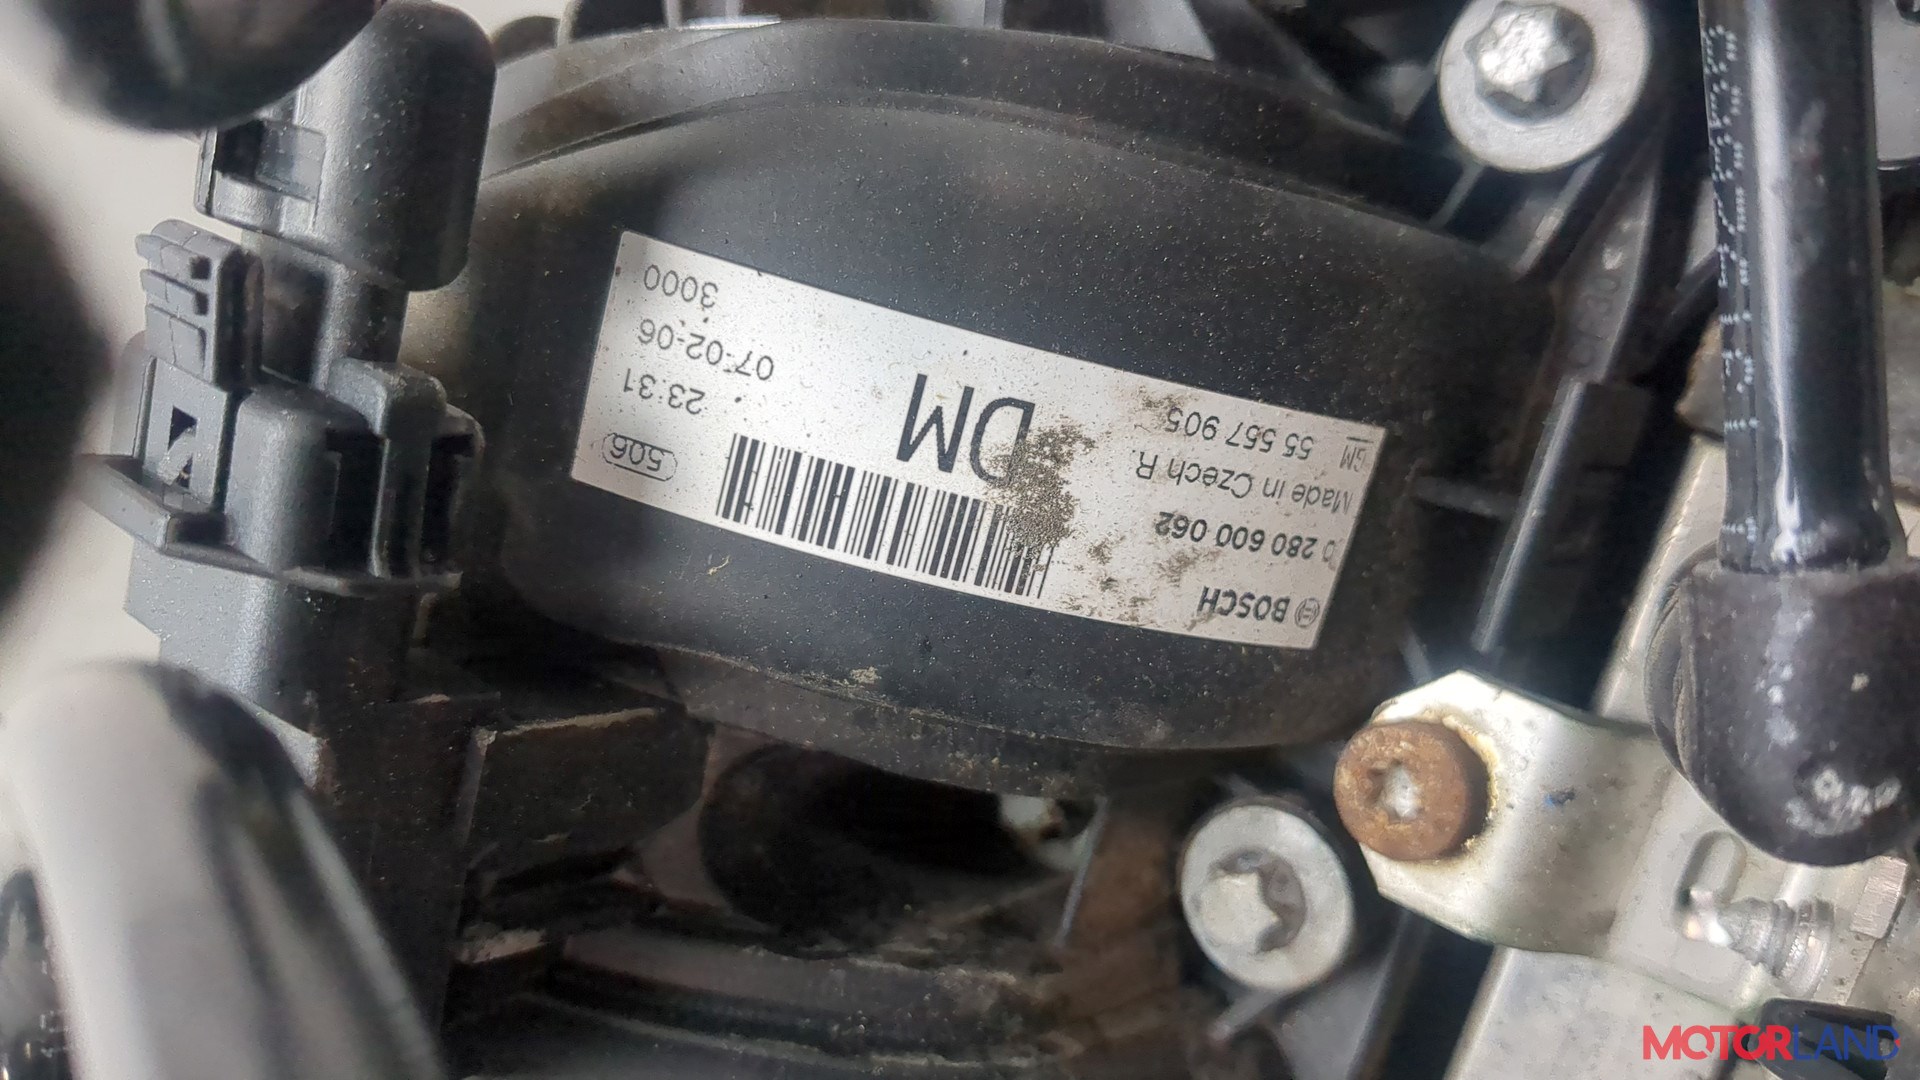 BOSCH
0 280 600 062
Made in Czech R.
GM 55 557 905
DM
506
23:31
07-02-06
3000
MOTORLAND